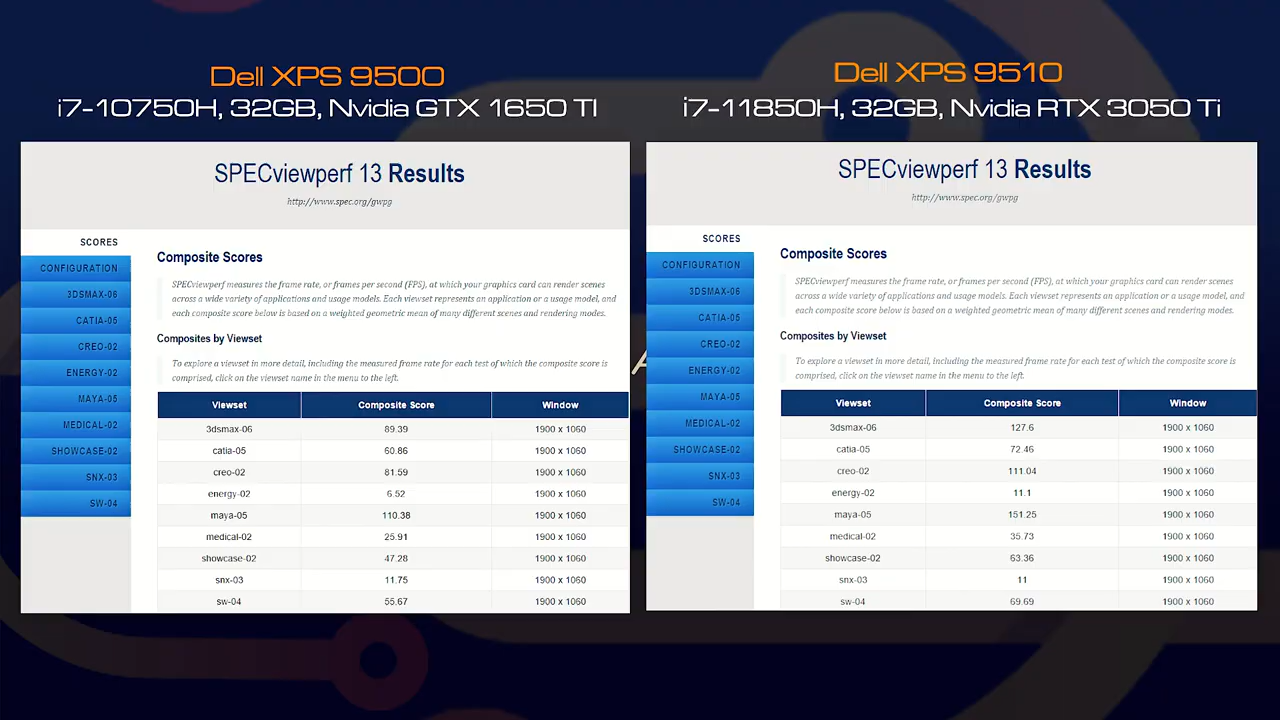 Dell XPS 9500
i7-10750H, 32GB, Nvidia GTX 1650 TI
SPECviewperf 13 Results
http://www.spec.org/gwpg
SCORES
CONFIGURATION
3DSMAX-06
CATIA-05
CREO-02
ENERGY-02
MAYA-05
MEDICAL-02
SHOWCASE-02
SNX-03
SW-04
Composite Scores
SPECviewperf measures the frame rate, or frames per second (FPS), at which your graphics card can render scenes
across a wide variety of applications and usage models. Each viewset represents an application or a usage model, and
each composite score below is based on a weighted geometric mean of many different scenes and rendering modes.
Composites by Viewset
To explore a viewset in more detail, including the measured frame rate for each test of which the composite score is
comprised, click on the viewset name in the menu to the left.
Viewset Composite Score Window
3dsmax-06 89.39 1900 x 1060
catia-05 60.86 1900 x 1060
creo-02 81.59 1900 x 1060
energy-02 6.52 1900 x 1060
maya-05 110.38 1900 x 1060
medical-02 25.91 1900 x 1060
showcase-02 47.28 1900 x 1060
snx-03 11.75 1900 x 1060
sw-04 55.67 1900 x 1060
Dell XPS 9510
i7-11850H, 32GB, Nvidia RTX 3050 Ti
SPECviewperf 13 Results
http://www.spec.org/gwpg
SCORES
CONFIGURATION
3DSMAX-06
CATIA-05
CREO-02
ENERGY-02
MAYA-05
MEDICAL-02
SHOWCASE-02
SNX-03
SW-04
Composite Scores
SPECviewperf measures the frame rate, or frames per second (FPS), at which your graphics card can render scenes
across a wide variety of applications and usage models. Each viewset represents an application or a usage model, and
each composite score below is based on a weighted geometric mean of many different scenes and rendering modes.
Composites by Viewset
To explore a viewset in more detail, including the measured frame rate for each test of which the composite score is
comprised, click on the viewset name in the menu to the left.
Viewset Composite Score Window
3dsmax-06 127.6 1900 x 1060
catia-05 72.46 1900 x 1060
creo-02 111.04 1900 x 1060
energy-02 11.1 1900 x 1060
maya-05 151.25 1900 x 1060
medical-02 35.73 1900 x 1060
showcase-02 63.36 1900 x 1060
snx-03 11 1900 x 1060
sw-04 69.69 1900 x 1060